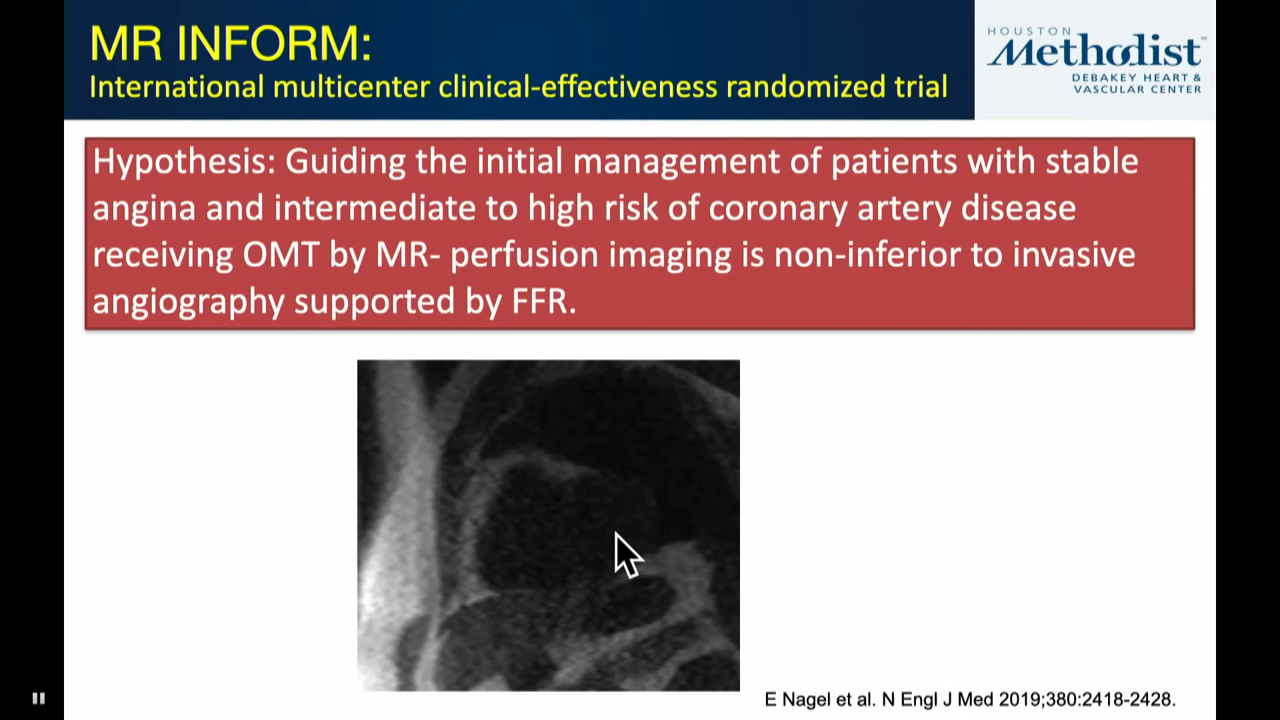 MR INFORM:
International multicenter clinical-effectiveness randomized trial
HOUSTON
Methodist
DEBAKEY HEART &
VASCULAR CENTER
Hypothesis: Guiding the initial management of patients with stable
angina and intermediate to high risk of coronary artery disease
receiving OMT by MR- perfusion imaging is non-inferior to invasive
angiography supported by FFR.
E Nagel et al. N Engl J Med 2019;380:2418-2428.